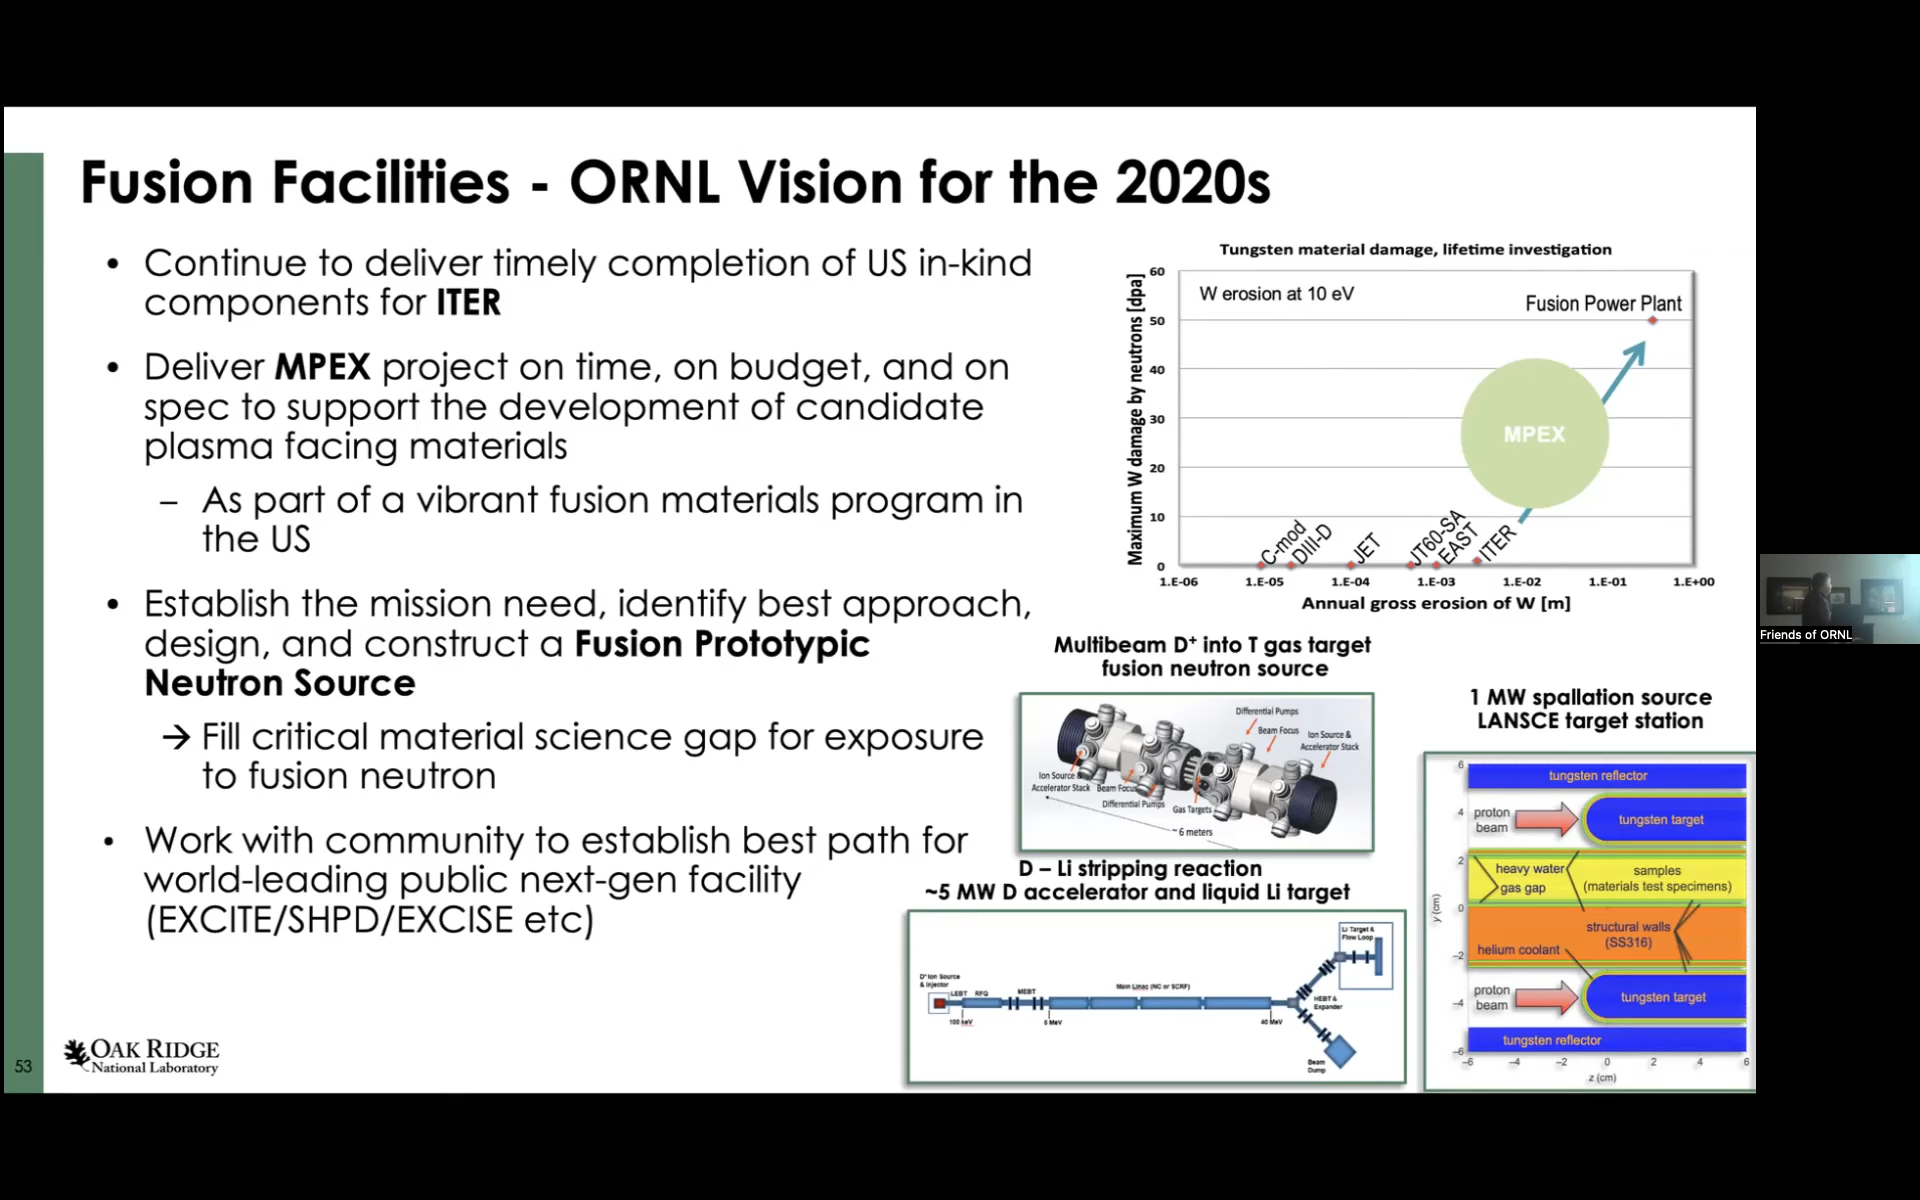 Fusion Facilities - ORNL Vision for the 2020s
• Continue to deliver timely completion of US in-kind
components for ITER
• Deliver MPEX project on time, on budget, and on
spec to support the development of candidate
plasma facing materials
– As part of a vibrant fusion materials program in
the US
• Establish the mission need, identify best approach,
design, and construct a Fusion Prototypic
Neutron Source
→ Fill critical material science gap for exposure
to fusion neutron
• Work with community to establish best path for
world-leading public next-gen facility
(EXCITE/SHPD/EXCISE etc)
53
OAK RIDGE
National Laboratory
Tungsten material damage, lifetime investigation
Maximum W damage by neutrons [dpa]
60
50
40
30
20
10
0
W erosion at 10 eV
Fusion Power Plant
MPEX
C-mod
DIII-D
JET
JT60-SA
EAST
ITER
1.E-06 1.E-05 1.E-04 1.E-03 1.E-02 1.E-01 1.E+00
Annual gross erosion of W [m]
Multibeam D+ into T gas target
fusion neutron source
Differential Pumps
Beam Focus
Ion Source &
Accelerator Stack
Ion Source &
Accelerator Stack
Beam Focus
Differential Pumps
Gas Targets
~ 6 meters
D – Li stripping reaction
~5 MW D accelerator and liquid Li target
D+ Ion Source
& Injector
LEBT RFQ MEBT
Main Linac (NC or SCRF)
Li Target &
Flow Loop
HEBT &
Expander
100 keV
5 MeV
40 MeV
Beam
Dump
1 MW spallation source
LANSCE target station
tungsten reflector
proton
beam
tungsten target
heavy water
gas gap
samples
(materials test specimens)
structural walls
(SS316)
helium coolant
proton
beam
tungsten target
tungsten reflector
y (cm)
6
4
2
0
–2
–4
–6
–6 –4 –2 0 2 4 6
z (cm)
Friends of ORNL